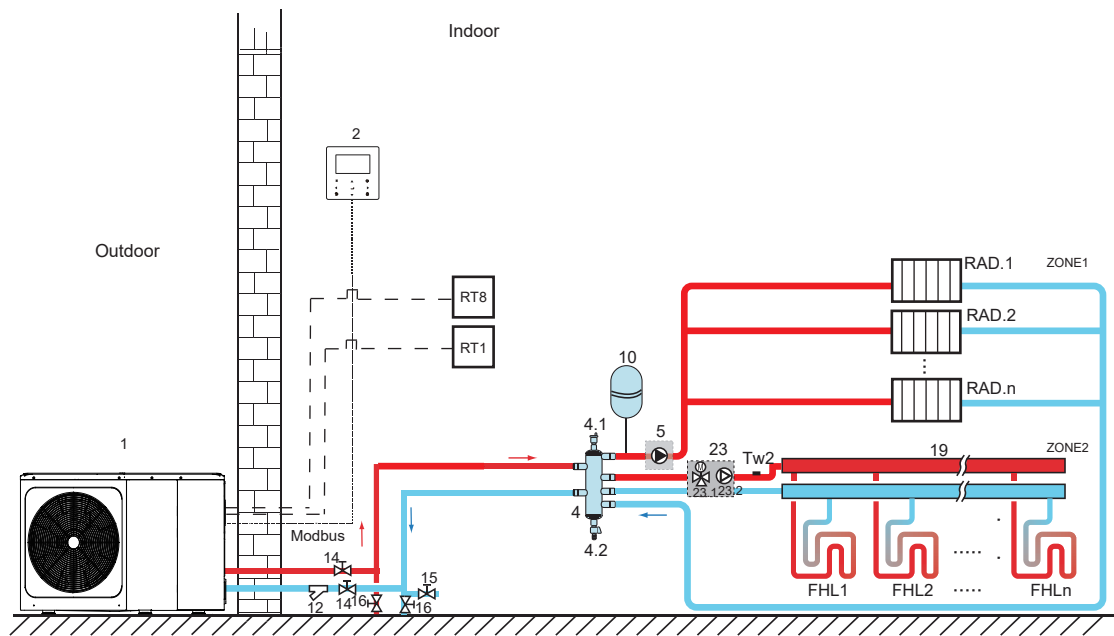 Indoor
2
Outdoor
RT8
RT1
RAD.1
ZONE1
RAD.2
RAD.n
10
4.1
5
1
23
Tw2
19
ZONE2
M
23.1
23.2
4
4.2
Modbus
14
15
12
14
16
16
FHL1
FHL2
FHLn